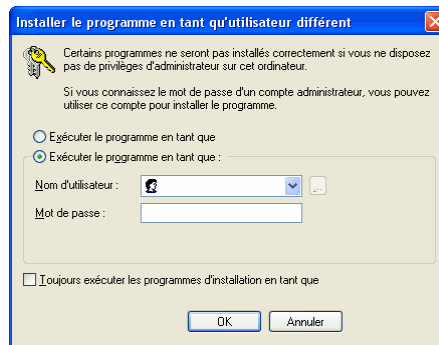 Installer le programme en tant qu'utilisateur différent
Certains programmes ne seront pas installés correctement si vous ne disposez
pas de privilèges d'administrateur sur cet ordinateur.
Si vous connaissez le mot de passe d'un compte administrateur, vous pouvez
utiliser ce compte pour installer le programme.
Exécuter le programme en tant que
Exécuter le programme en tant que :
Nom d'utilisateur :
...
Mot de passe :
Toujours exécuter les programmes d'installation en tant que
OK
Annuler